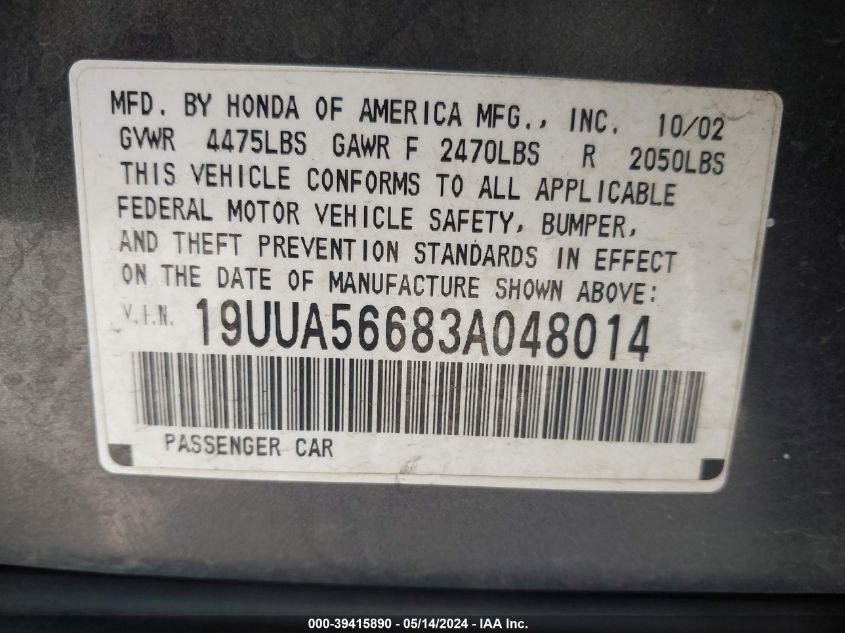 MFD. BY HONDA OF AMERICA MFG., INC. 10/02
GVWR 4475LBS GAWR F 2470LBS R 2050LBS
THIS VEHICLE CONFORMS TO ALL APPLICABLE
FEDERAL MOTOR VEHICLE SAFETY, BUMPER,
AND THEFT PREVENTION STANDARDS IN EFFECT
ON THE DATE OF MANUFACTURE SHOWN ABOVE:
V.I.N. 19UUA56683A048014
PASSENGER CAR
000-39415890 - 05/14/2024 - IAA Inc.